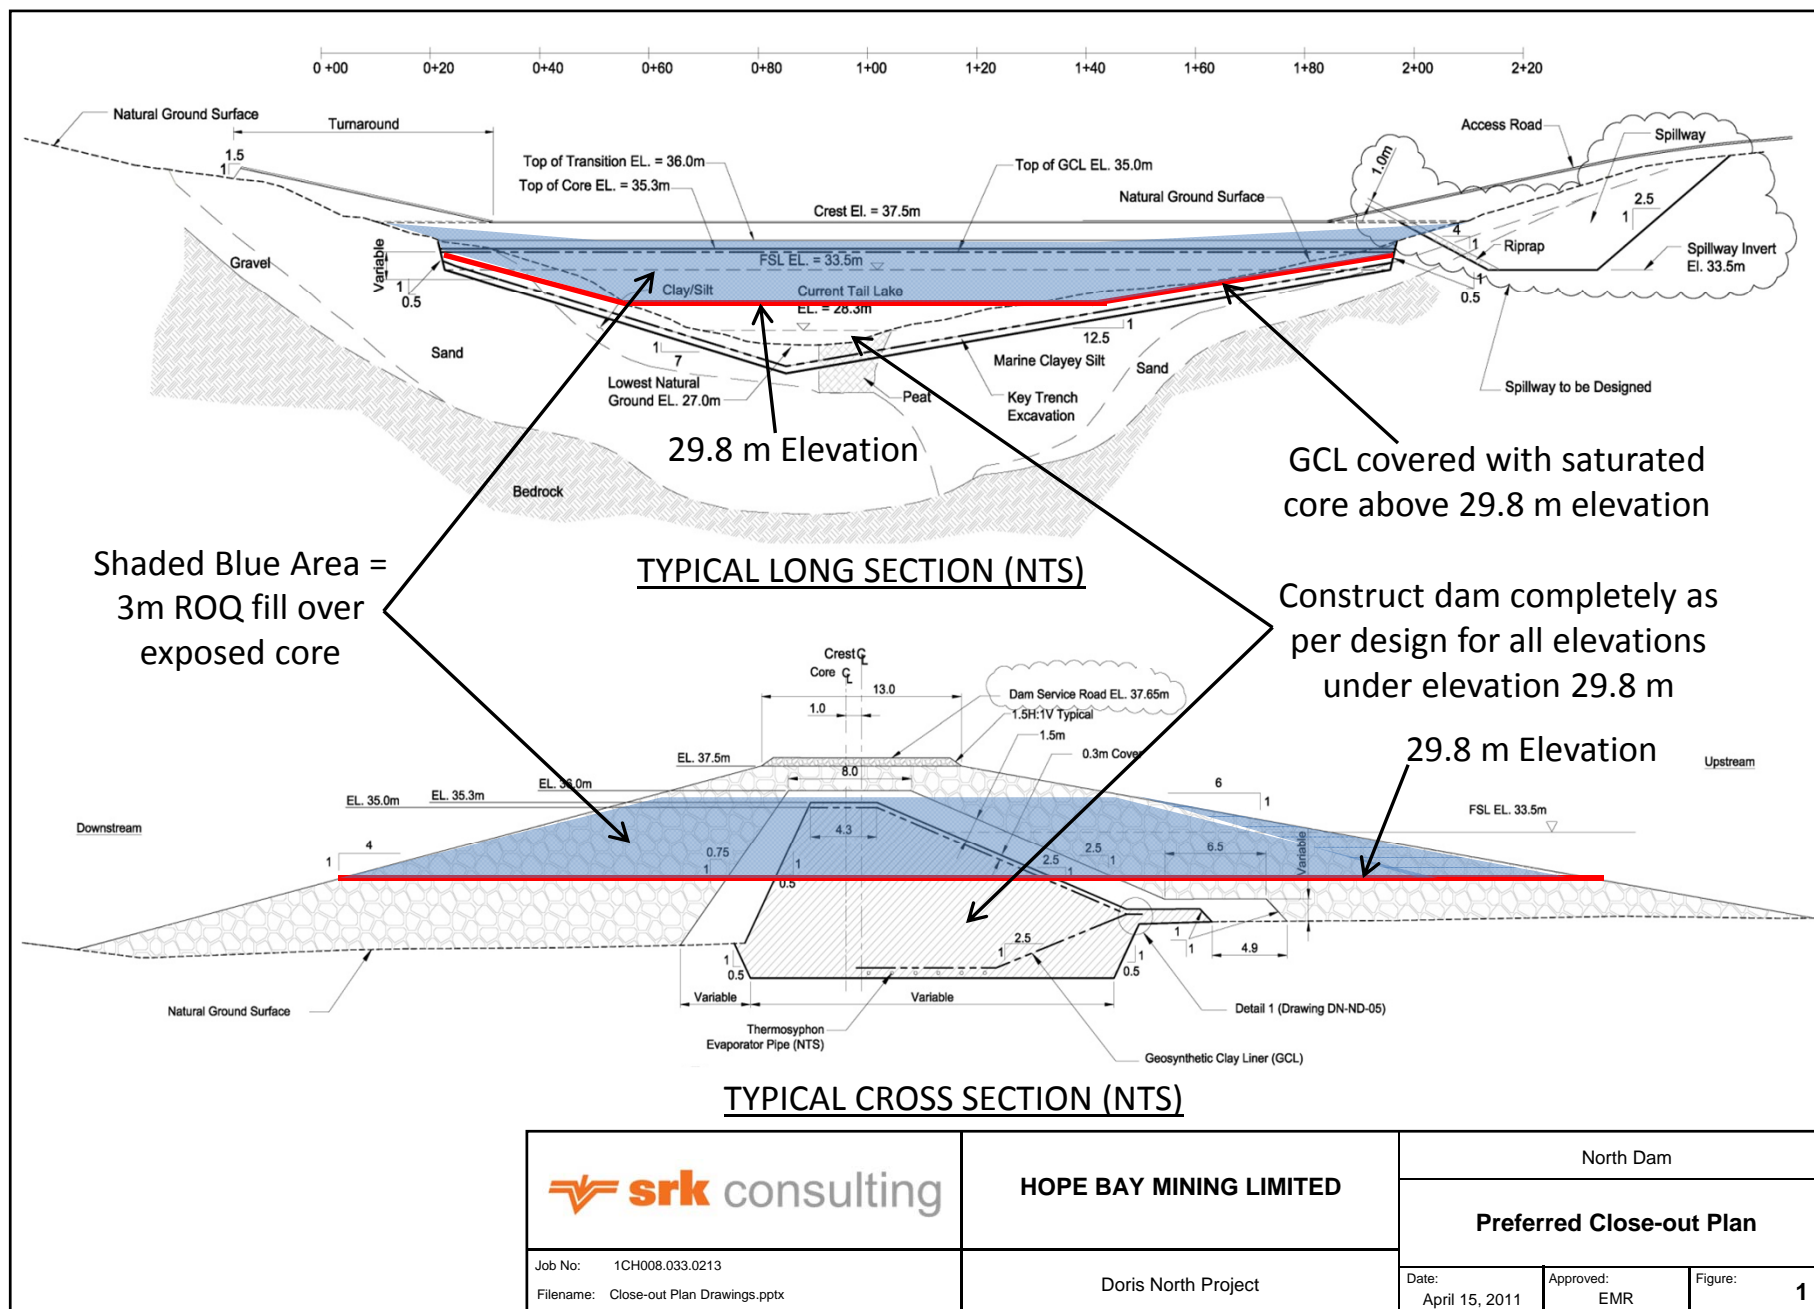 0 +00 0+20 0+40 0+60 0+80 1+00 1+20 1+40 1+60 1+80 2+00 2+20
Natural Ground Surface
Turnaround
1.5
1
Top of Transition EL. = 36.0m
Top of Core EL. = 35.3m
Crest El. = 37.5m
Top of GCL EL. 35.0m
Natural Ground Surface
Access Road
Spillway
1.0m
2.5
1
4
1
Riprap
Spillway Invert
El. 33.5m
1
0.5
Spillway to be Designed
Gravel
Variable
1
0.5
FSL EL. = 33.5m
Clay/Silt
Current Tail Lake
EL. = 28.3m
Sand
1
7
1
12.5
Marine Clayey Silt
Sand
Lowest Natural
Ground EL. 27.0m
Peat
Key Trench
Excavation
Bedrock
29.8 m Elevation
GCL covered with saturated
core above 29.8 m elevation
TYPICAL LONG SECTION (NTS)
Shaded Blue Area =
3m ROQ fill over
exposed core
Construct dam completely as
per design for all elevations
under elevation 29.8 m
29.8 m Elevation
Crest ℄
Core ℄
13.0
1.0
Dam Service Road EL. 37.65m
1.5H:1V Typical
1.5m
0.3m Cover
EL. 37.5m
8.0
EL. 36.0m
EL. 35.3m
EL. 35.0m
Upstream
Downstream
6
1
FSL EL. 33.5m
4
1
4.3
0.75
1
1
0.5
2.5
1
2.5
1
6.5
Variable
1
0.5
2.5
1
1
0.5
1
1
4.9
Variable
Variable
Natural Ground Surface
Thermosyphon
Evaporator Pipe (NTS)
Detail 1 (Drawing DN-ND-05)
Geosynthetic Clay Liner (GCL)
TYPICAL CROSS SECTION (NTS)
srk consulting
HOPE BAY MINING LIMITED
North Dam
Preferred Close-out Plan
Job No: 1CH008.033.0213
Filename: Close-out Plan Drawings.pptx
Doris North Project
Date:
April 15, 2011
Approved:
EMR
Figure:
1